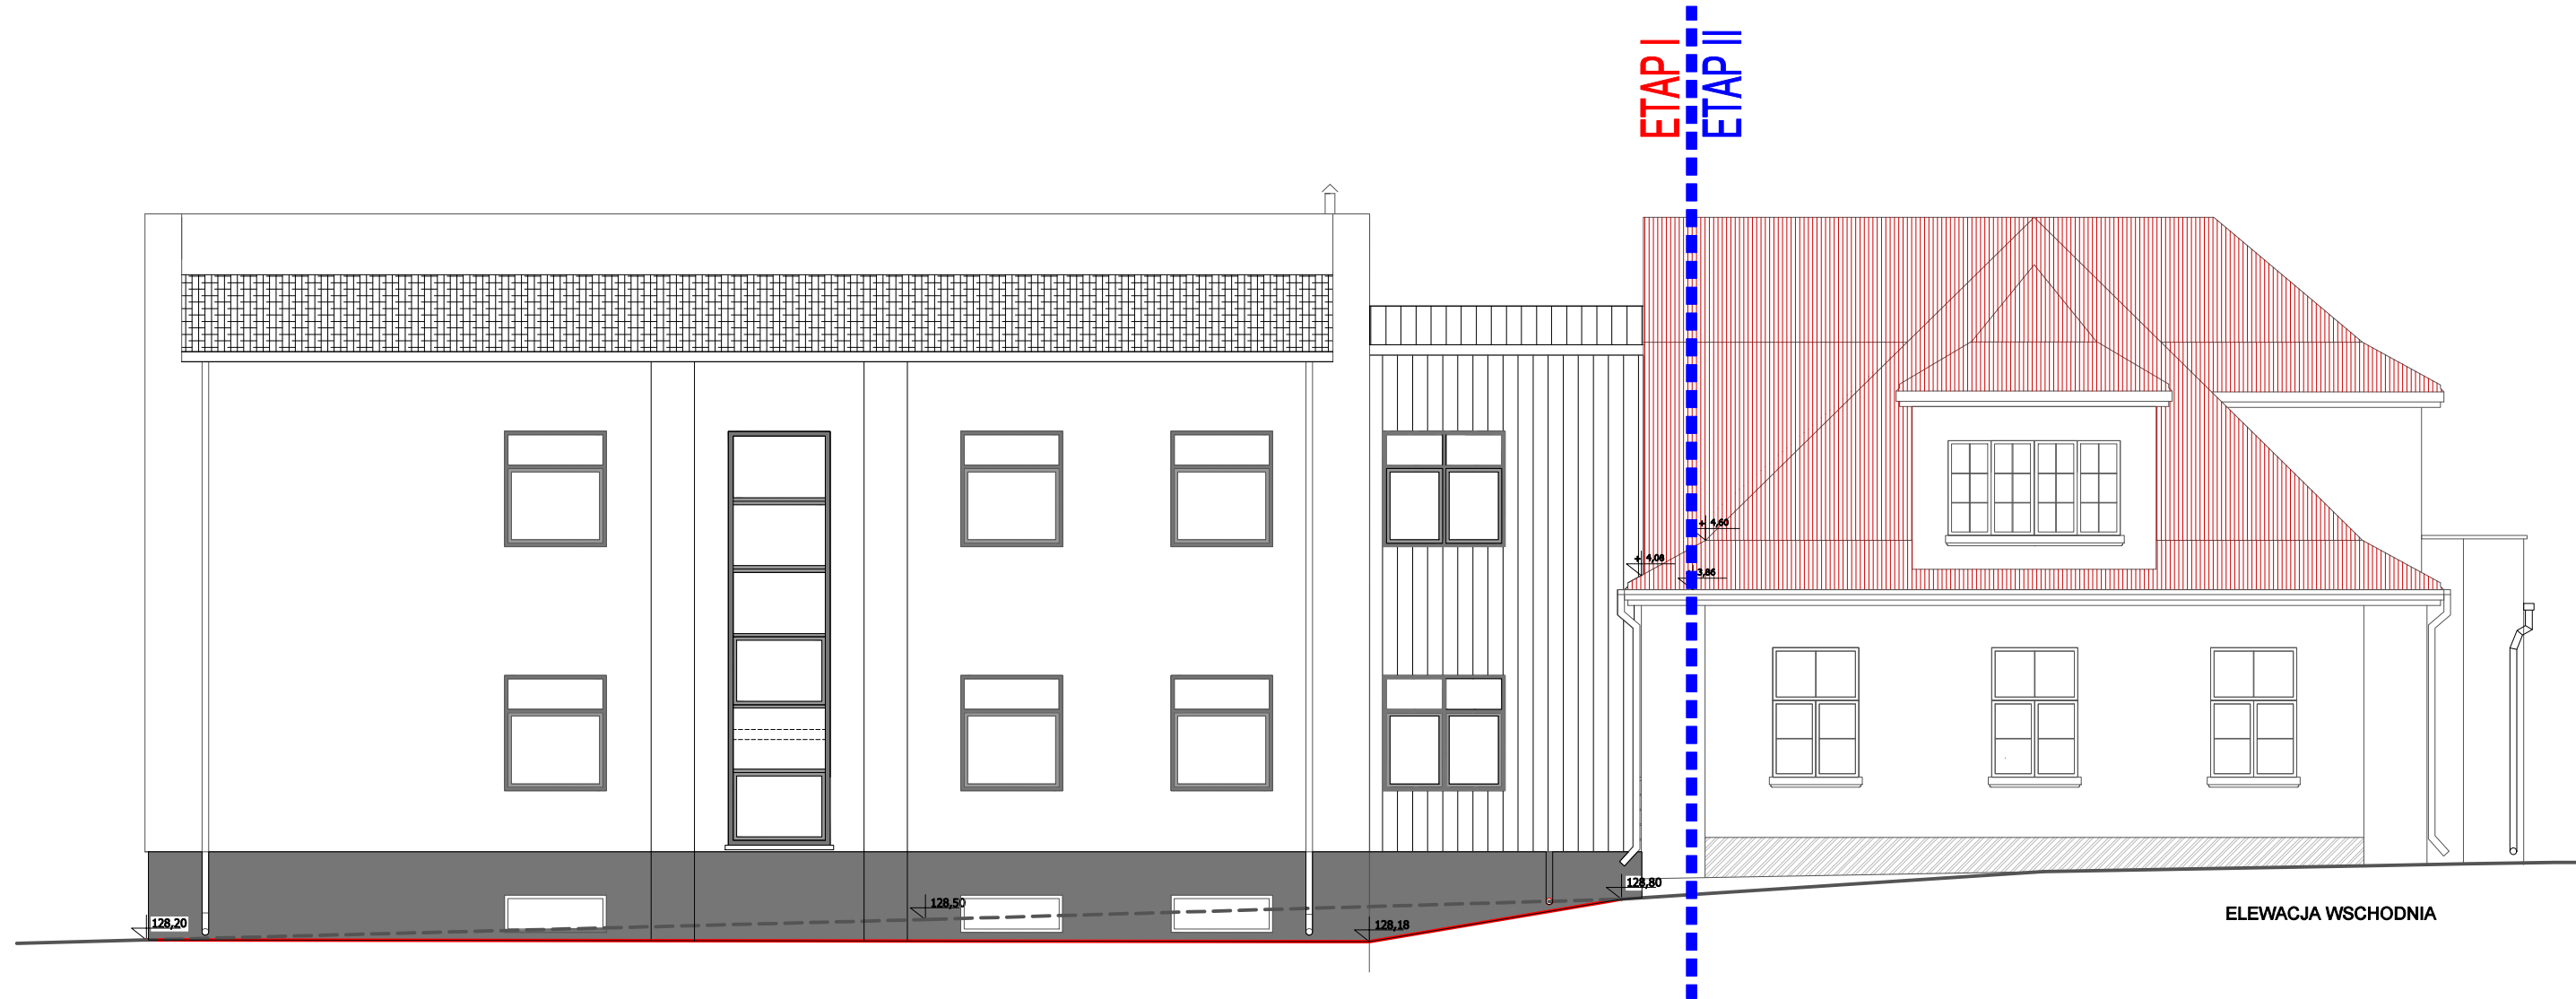 ETAP I
ETAP II
+ 4,60
+ 4,08
3,86
128,80
128,50
128,20
128,18
ELEWACJA WSCHODNIA